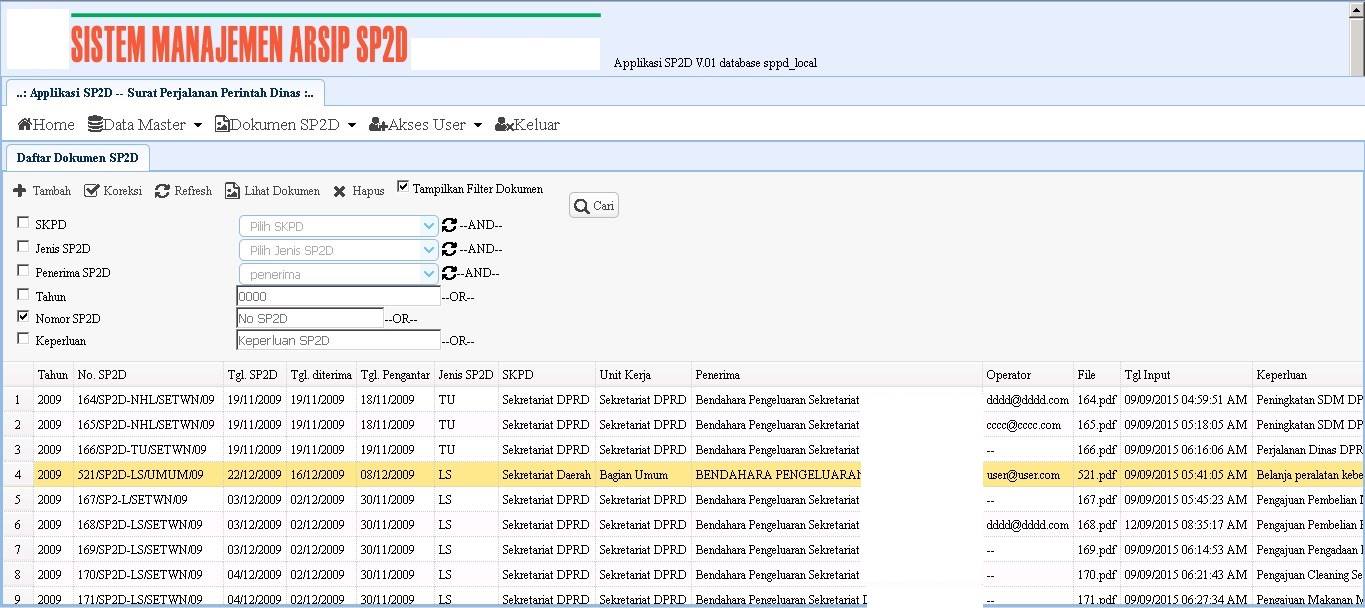 SISTEM MANAJEMEN ARSIP SP2D
Applikasi SP2D V.01 database sppd_local
..: Applikasi SP2D -- Surat Perjalanan Perintah Dinas :..
Home Data Master Dokumen SP2D Akses User Keluar
Daftar Dokumen SP2D
Tambah Koreksi Refresh Lihat Dokumen Hapus Tampilkan Filter Dokumen
Cari
SKPD Pilih SKPD --AND--
Jenis SP2D Pilih Jenis SP2D --AND--
Penerima SP2D penerima --AND--
Tahun 0000 --OR--
Nomor SP2D No SP2D --OR--
Keperluan Keperluan SP2D --OR--
Tahun No. SP2D Tgl. SP2D Tgl. diterima Tgl. Pengantar Jenis SP2D SKPD Unit Kerja Penerima Operator File Tgl Input Keperluan
1 2009 164/SP2D-NHL/SETWN/09 19/11/2009 19/11/2009 18/11/2009 TU Sekretariat DPRD Sekretariat DPRD Bendahara Pengeluaran Sekretariat dddd@dddd.com 164.pdf 09/09/2015 04:59:51 AM Peningkatan SDM DP
2 2009 165/SP2D-NHL/SETWN/09 19/11/2009 19/11/2009 18/11/2009 TU Sekretariat DPRD Sekretariat DPRD Bendahara Pengeluaran Sekretariat cccc@cccc.com 165.pdf 09/09/2015 05:18:05 AM Peningkatan SDM DP
3 2009 166/SP2D-TU/SETWN/09 19/11/2009 19/11/2009 19/11/2009 TU Sekretariat DPRD Sekretariat DPRD Bendahara Pengeluaran Sekretariat -- 166.pdf 09/09/2015 06:16:06 AM Perjalanan Dinas DPR
4 2009 521/SP2D-LS/UMUM/09 22/12/2009 16/12/2009 08/12/2009 LS Sekretariat Daerah Bagian Umum BENDAHARA PENGELUARAN user@user.com 521.pdf 09/09/2015 05:41:05 AM Belanja peralatan kebe
5 2009 167/SP2-L/SETWN/09 03/12/2009 02/12/2009 30/11/2009 LS Sekretariat DPRD Sekretariat DPRD Bendahara Pengeluaran Sekretariat -- 167.pdf 09/09/2015 05:45:23 AM Pengajuan Pembelian
6 2009 168/SP2D-LS/SETWN/09 03/12/2009 02/12/2009 30/11/2009 LS Sekretariat DPRD Sekretariat DPRD Bendahara Pengeluaran Sekretariat dddd@dddd.com 168.pdf 12/09/2015 08:35:17 AM Pengajuan Pembelian
7 2009 169/SP2D-LS/SETWN/09 03/12/2009 02/12/2009 30/11/2009 LS Sekretariat DPRD Sekretariat DPRD Bendahara Pengeluaran Sekretariat -- 169.pdf 09/09/2015 06:14:53 AM Pengajuan Pengadaan
8 2009 170/SP2D-LS/SETWN/09 04/12/2009 02/12/2009 30/11/2009 LS Sekretariat DPRD Sekretariat DPRD Bendahara Pengeluaran Sekretariat -- 170.pdf 09/09/2015 06:21:43 AM Pengajuan Cleaning Se
9 2009 171/SP2D-LS/SETWN/09 04/12/2009 02/12/2009 30/11/2009 LS Sekretariat DPRD Sekretariat DPRD Bendahara Pengeluaran Sekretariat -- 171.pdf 09/09/2015 06:27:34 AM Pengajuan Makanan M